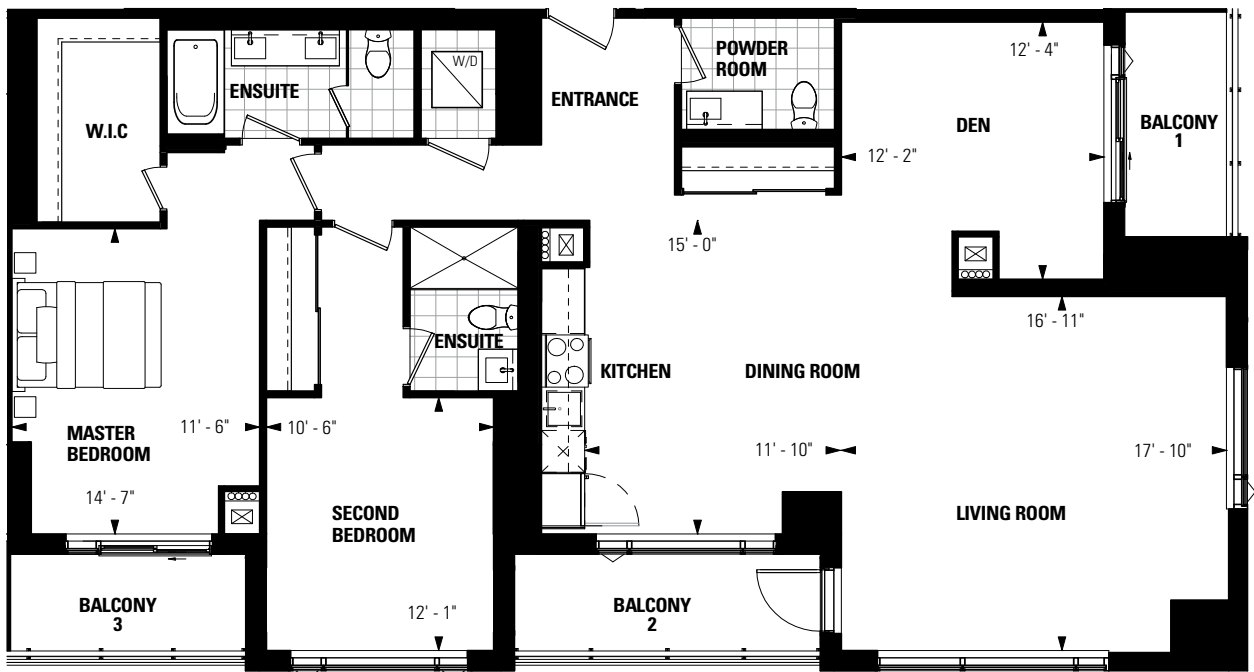 12' - 4"
POWDER
ROOM
W/D
ENSUITE
ENTRANCE
W.I.C
DEN
BALCONY
1
12' - 2"
15' - 0"
16' - 11"
ENSUITE
KITCHEN
DINING ROOM
MASTER
BEDROOM
11' - 6"
10' - 6"
11' - 10"
17' - 10"
14' - 7"
SECOND
BEDROOM
LIVING ROOM
BALCONY
3
12' - 1"
BALCONY
2